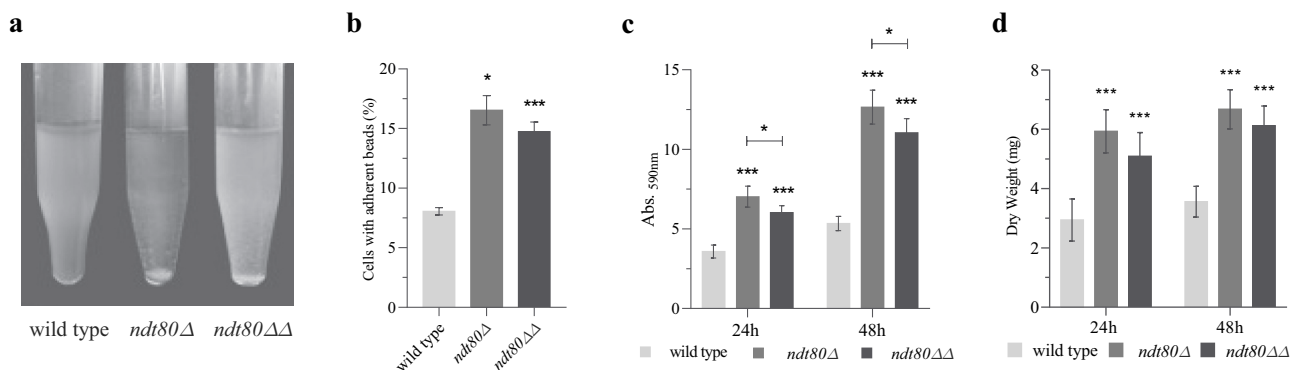 a
wild type ndt80Δ ndt80ΔΔ
b
Cells with adherent beads (%)
20
15
10
5
0
*
***
wild type
ndt80Δ
ndt80ΔΔ
c
Abs. 590nm
15
10
5
0
*
***
***
*
***
***
24h 48h
wild type ndt80Δ ndt80ΔΔ
d
Dry Weight (mg)
8
6
4
2
0
***
***
***
***
24h 48h
wild type ndt80Δ ndt80ΔΔ